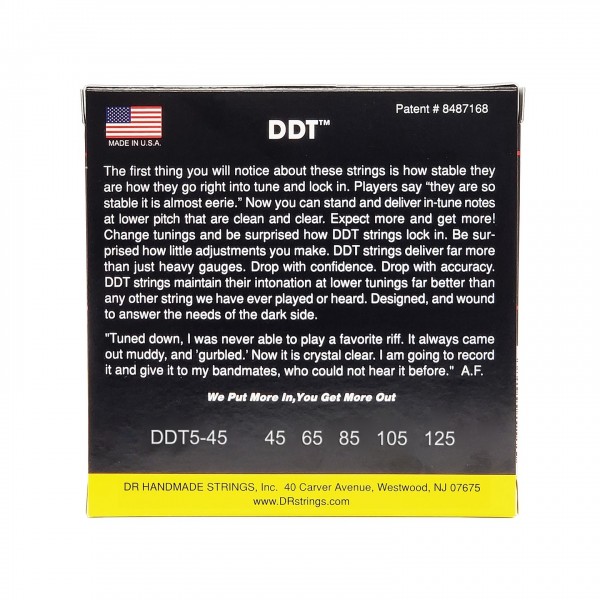 Patent # 8487168
MADE IN U.S.A.
DDT™
The first thing you will notice about these strings is how stable they
are how they go right into tune and lock in. Players say “they are so
stable it is almost eerie.” Now you can stand and deliver in-tune notes
at lower pitch that are clean and clear. Expect more and get more!
Change tunings and be surprised how DDT strings lock in. Be sur-
prised how little adjustments you make. DDT strings deliver far more
than just heavy gauges. Drop with confidence. Drop with accuracy.
DDT strings maintain their intonation at lower tunings far better than
any other string we have ever played or heard. Designed, and wound
to answer the needs of the dark side.
"Tuned down, I was never able to play a favorite riff. It always came
out muddy, and 'gurbled.' Now it is crystal clear. I am going to record
it and give it to my bandmates, who could not hear it before." A.F.
We Put More In,You Get More Out
DDT5-45 45 65 85 105 125
DR HANDMADE STRINGS, Inc. 40 Carver Avenue, Westwood, NJ 07675
www.DRstrings.com